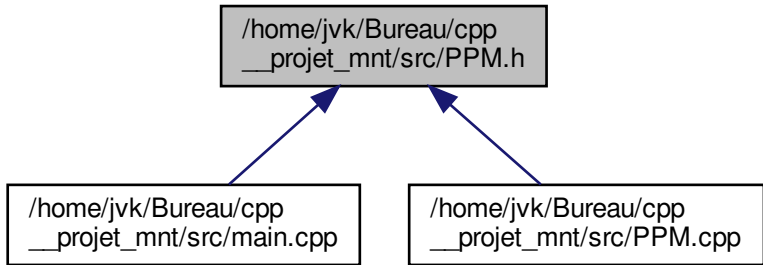 /home/jvk/Bureau/cpp
__projet_mnt/src/PPM.h
/home/jvk/Bureau/cpp
__projet_mnt/src/main.cpp
/home/jvk/Bureau/cpp
__projet_mnt/src/PPM.cpp